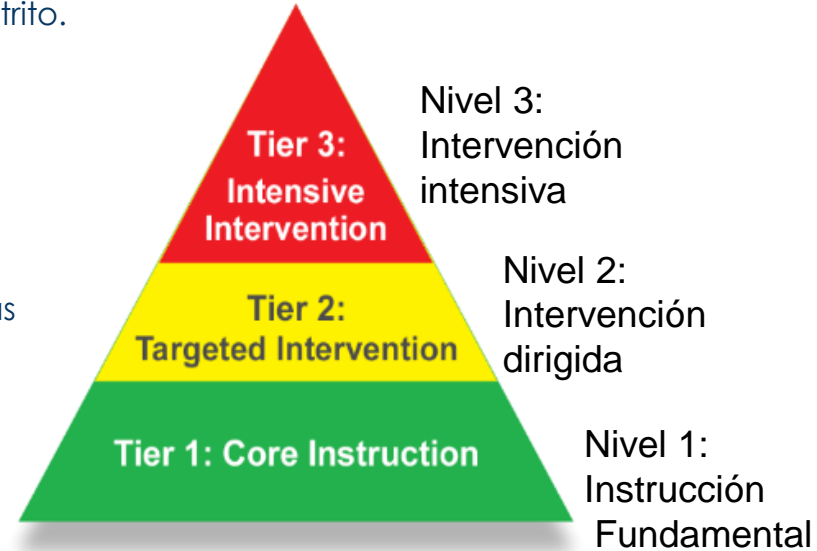 trito.
Tier 3:
Intensive
Intervention
Nivel 3:
Intervención
intensiva
as
Tier 2:
Targeted Intervention
Nivel 2:
Intervención
dirigida
Tier 1: Core Instruction
Nivel 1:
Instrucción
Fundamental